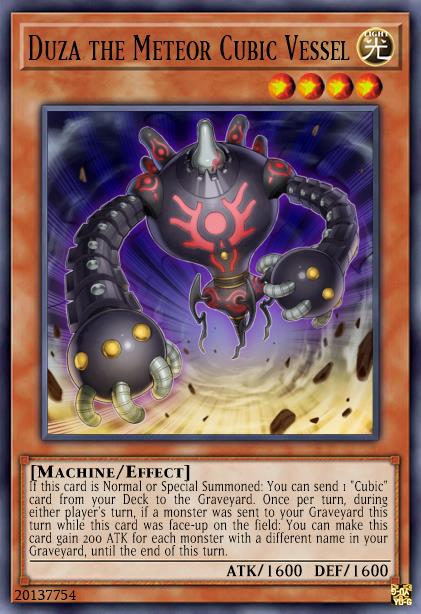 Duza the Meteor Cubic Vessel
LIGHT
光
[Machine/Effect]
If this card is Normal or Special Summoned: You can send 1 "Cubic"
card from your Deck to the Graveyard. Once per turn, during
either player's turn, if a monster was sent to your Graveyard this
turn while this card was face-up on the field: You can make this
card gain 200 ATK for each monster with a different name in your
Graveyard, until the end of this turn.
ATK/1600 DEF/1600
20137754